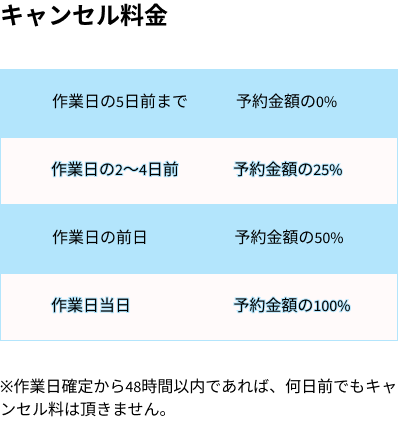 キャンセル料金
作業日の5日前まで 予約金額の0%
作業日の2〜4日前 予約金額の25%
作業日の前日 予約金額の50%
作業日当日 予約金額の100%
※作業日確定から48時間以内であれば、何日前でもキャ
ンセル料は頂きません。